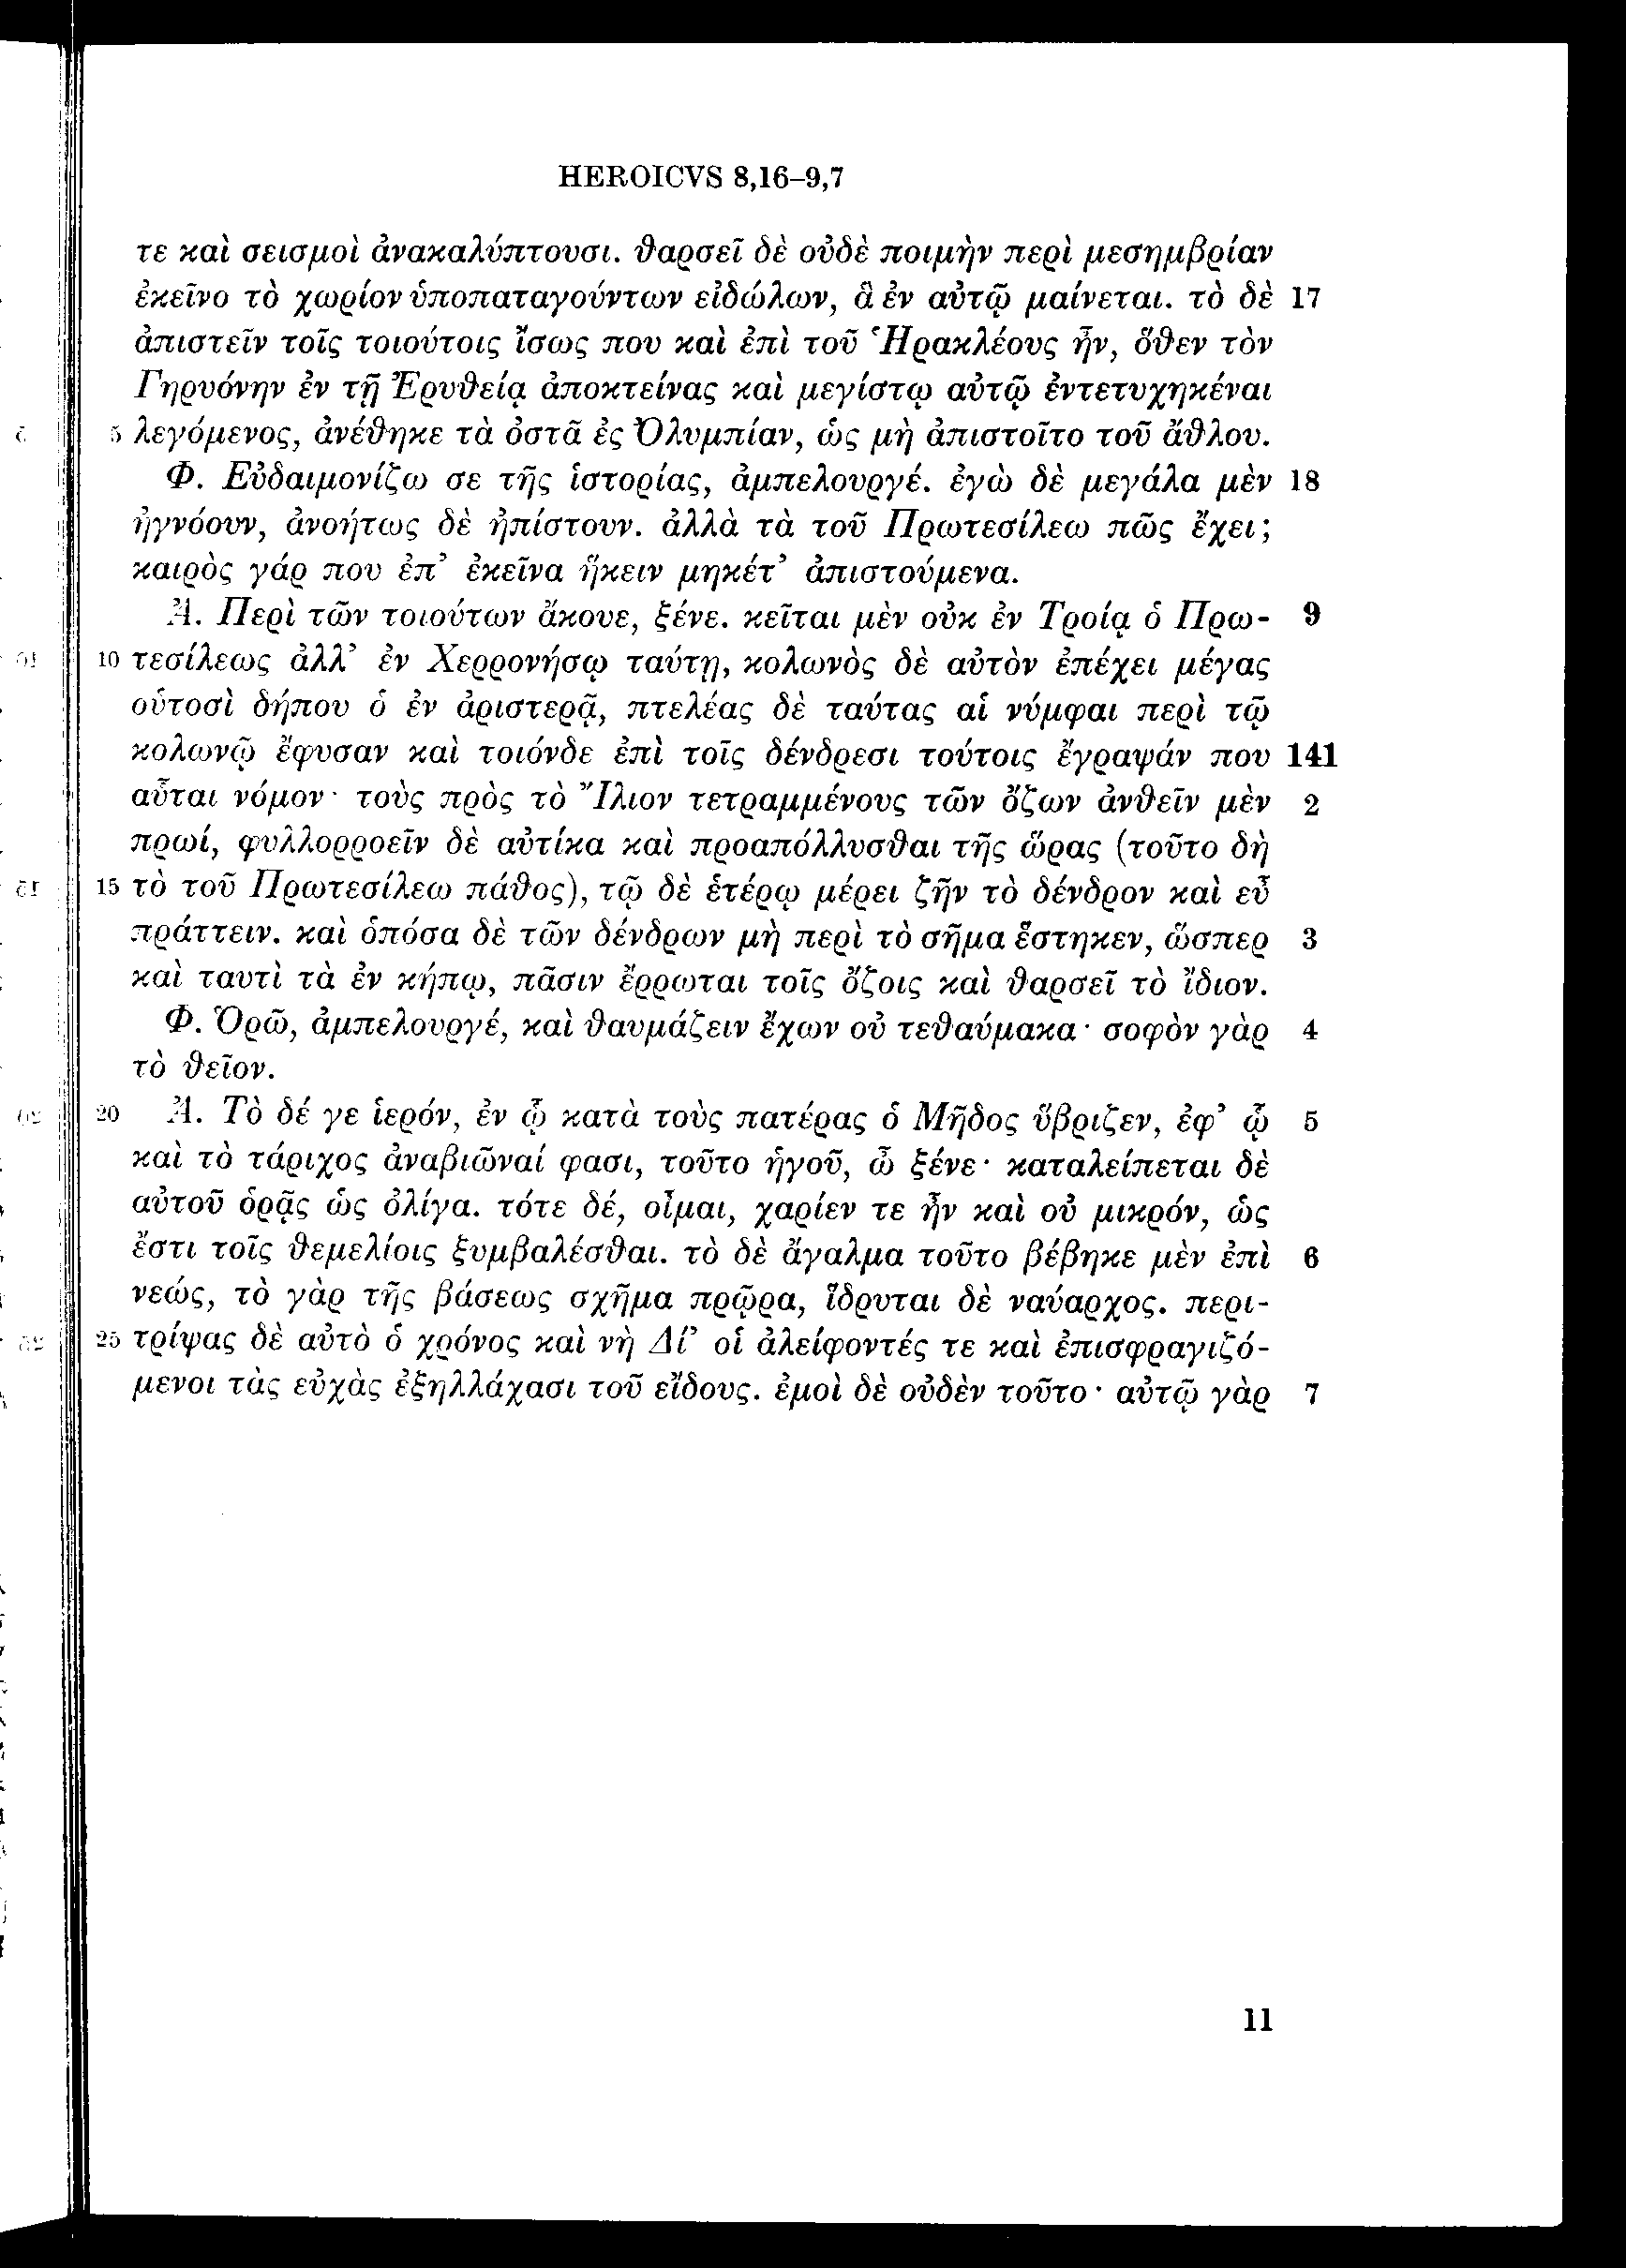 HEROICVS 8,16–9,7
τε καὶ σεισμοὶ ἀνακαλύπτουσι. θαρσεῖ δὲ οὐδὲ ποιμὴν περὶ μεσημβρίαν
ἐκεῖνο τὸ χωρίον ὑποπαταγούντων εἰδώλων, ἃ ἐν αὐτῷ μαίνεται. τὸ δὲ 17
ἀπιστεῖν τοῖς τοιούτοις ἴσως που καὶ ἐπὶ τοῦ Ἡρακλέους ἦν, ὅθεν τὸν
Γηρυόνην ἐν τῇ Ἐρυθείᾳ ἀποκτείνας καὶ μεγίστῳ αὐτῷ ἐντετυχηκέναι
5 λεγόμενος, ἀνέθηκε τὰ ὀστᾶ ἐς Ὀλυμπίαν, ὡς μὴ ἀπιστοῖτο τοῦ ἄθλου.
Φ. Εὐδαιμονίζω σε τῆς ἱστορίας, ἀμπελουργέ. ἐγὼ δὲ μεγάλα μὲν 18
ἠγνόουν, ἀνοήτως δὲ ἠπίστουν. ἀλλὰ τὰ τοῦ Πρωτεσίλεω πῶς ἔχει;
καιρὸς γάρ που ἐπ’ ἐκεῖνα ἥκειν μηκέτ’ ἀπιστούμενα.
Ἀ. Περὶ τῶν τοιούτων ἄκουε, ξένε. κεῖται μὲν οὐκ ἐν Τροίᾳ ὁ Πρω- 9
10 τεσίλεως ἀλλ’ ἐν Χερρονήσῳ ταύτῃ, κολωνὸς δὲ αὐτὸν ἐπέχει μέγας
οὑτοσὶ δήπου ὁ ἐν ἀριστερᾷ, πτελέας δὲ ταύτας αἱ νύμφαι περὶ τῷ
κολωνῷ ἔφυσαν καὶ τοιόνδε ἐπὶ τοῖς δένδρεσι τούτοις ἔγραψάν που 141
αὗται νόμον· τοὺς πρὸς τὸ Ἴλιον τετραμμένους τῶν ὄζων ἀνθεῖν μὲν 2
πρωί, φυλλορροεῖν δὲ αὐτίκα καὶ προαπόλλυσθαι τῆς ὥρας (τοῦτο δὴ
15 τὸ τοῦ Πρωτεσίλεω πάθος), τῷ δὲ ἑτέρῳ μέρει ζῆν τὸ δένδρον καὶ εὖ
πράττειν. καὶ ὁπόσα δὲ τῶν δένδρων μὴ περὶ τὸ σῆμα ἕστηκεν, ὥσπερ 3
καὶ ταυτὶ τὰ ἐν κήπῳ, πᾶσιν ἔρρωται τοῖς ὄζοις καὶ θαρσεῖ τὸ ἴδιον.
Φ. Ὁρῶ, ἀμπελουργέ, καὶ θαυμάζειν ἔχων οὐ τεθαύμακα· σοφὸν γὰρ 4
τὸ θεῖον.
20 Ἀ. Τὸ δέ γε ἱερόν, ἐν ᾧ κατὰ τοὺς πατέρας ὁ Μῆδος ὕβριζεν, ἐφ’ ᾧ 5
καὶ τὸ τάριχος ἀναβιῶναί φασι, τοῦτο ἡγοῦ, ὦ ξένε· καταλείπεται δὲ
αὐτοῦ ὁρᾷς ὡς ὀλίγα. τότε δέ, οἶμαι, χαρίεν τε ἦν καὶ οὐ μικρόν, ὡς
ἔστι τοῖς θεμελίοις ξυμβαλέσθαι. τὸ δὲ ἄγαλμα τοῦτο βέβηκε μὲν ἐπὶ 6
νεώς, τὸ γὰρ τῆς βάσεως σχῆμα πρῷρα, ἵδρυται δὲ ναύαρχος. περι-
25 τρίψας δὲ αὐτὸ ὁ χρόνος καὶ νὴ Δί’ οἱ ἀλείφοντές τε καὶ ἐπισφραγιζό-
μενοι τὰς εὐχὰς ἐξηλλάχασι τοῦ εἴδους. ἐμοὶ δὲ οὐδὲν τοῦτο· αὐτῷ γὰρ 7
11